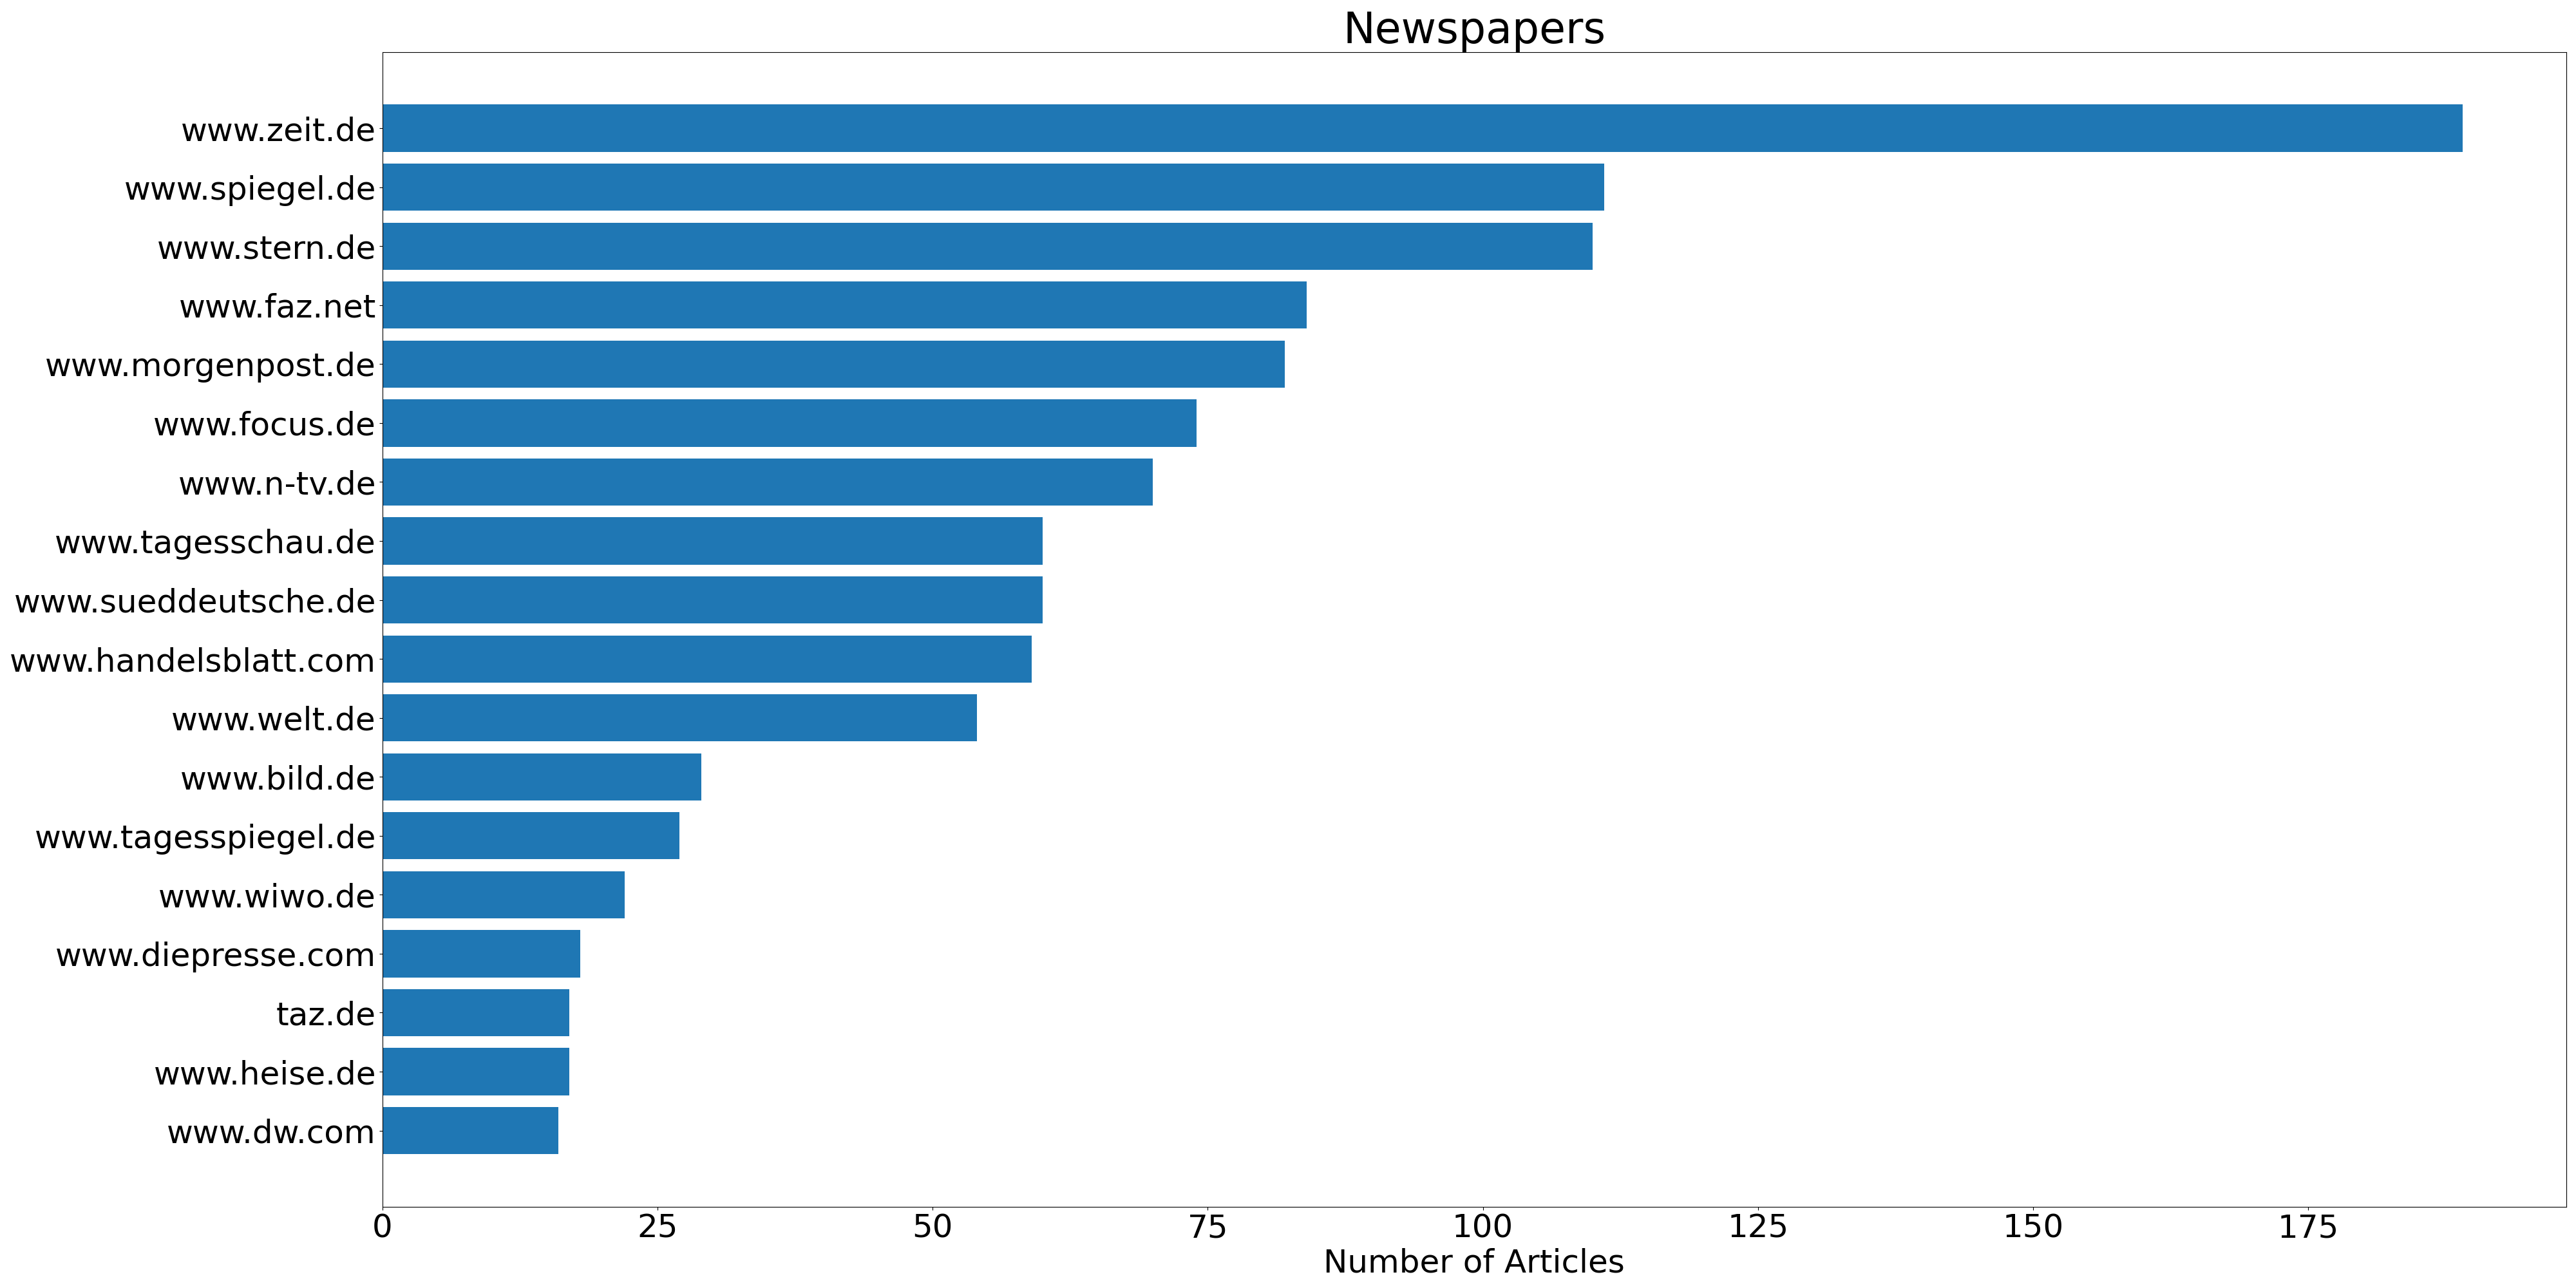 Newspapers
www.zeit.de
www.spiegel.de
www.stern.de
www.faz.net
www.morgenpost.de
www.focus.de
www.n-tv.de
www.tagesschau.de
www.sueddeutsche.de
www.handelsblatt.com
www.welt.de
www.bild.de
www.tagesspiegel.de
www.wiwo.de
www.diepresse.com
taz.de
www.heise.de
www.dw.com
0 25 50 75 100 125 150 175
Number of Articles